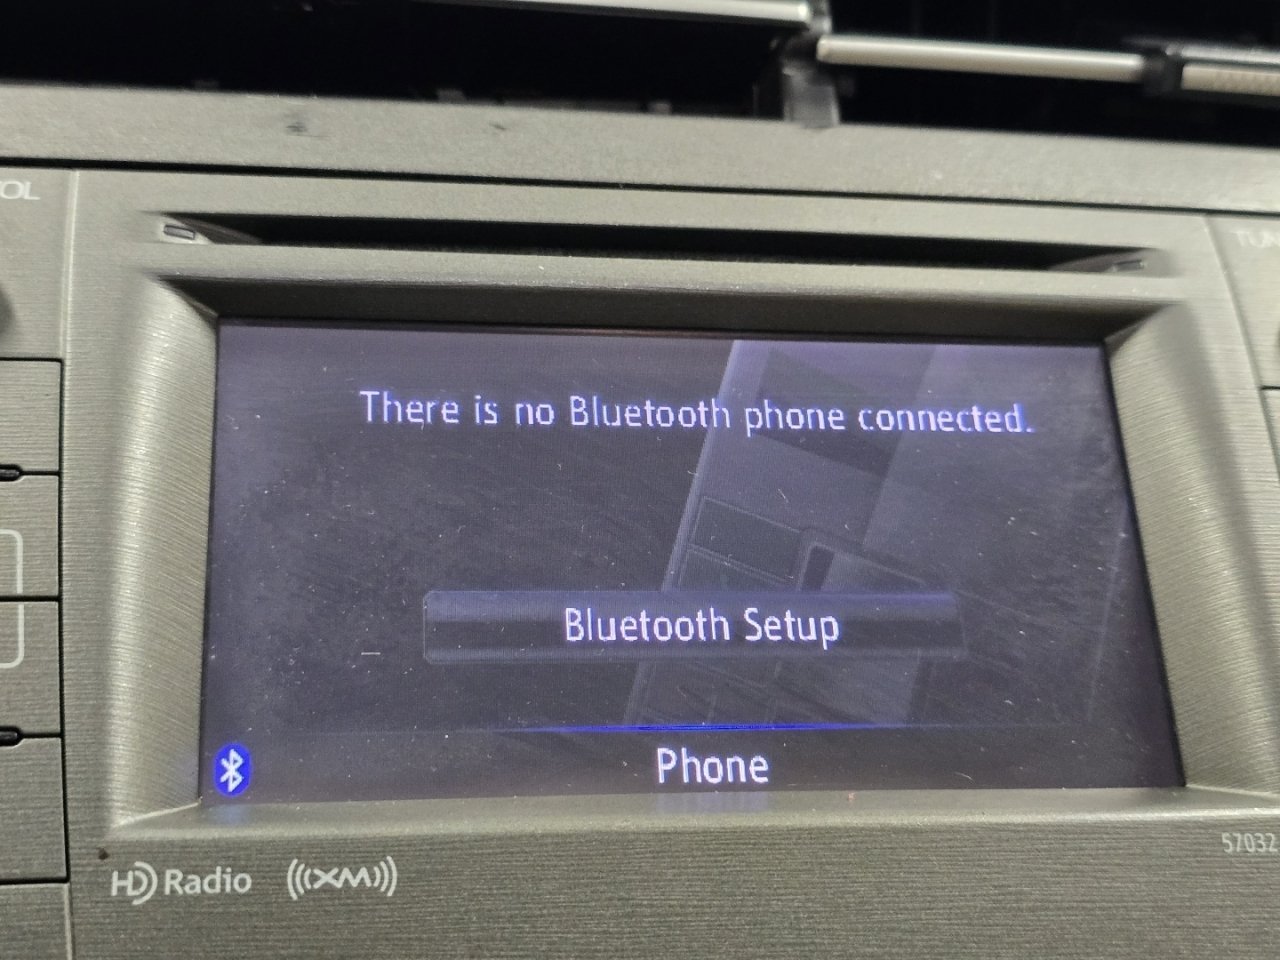 There is no Bluetooth phone connected.
Bluetooth Setup
Phone
HD Radio
XM
57032